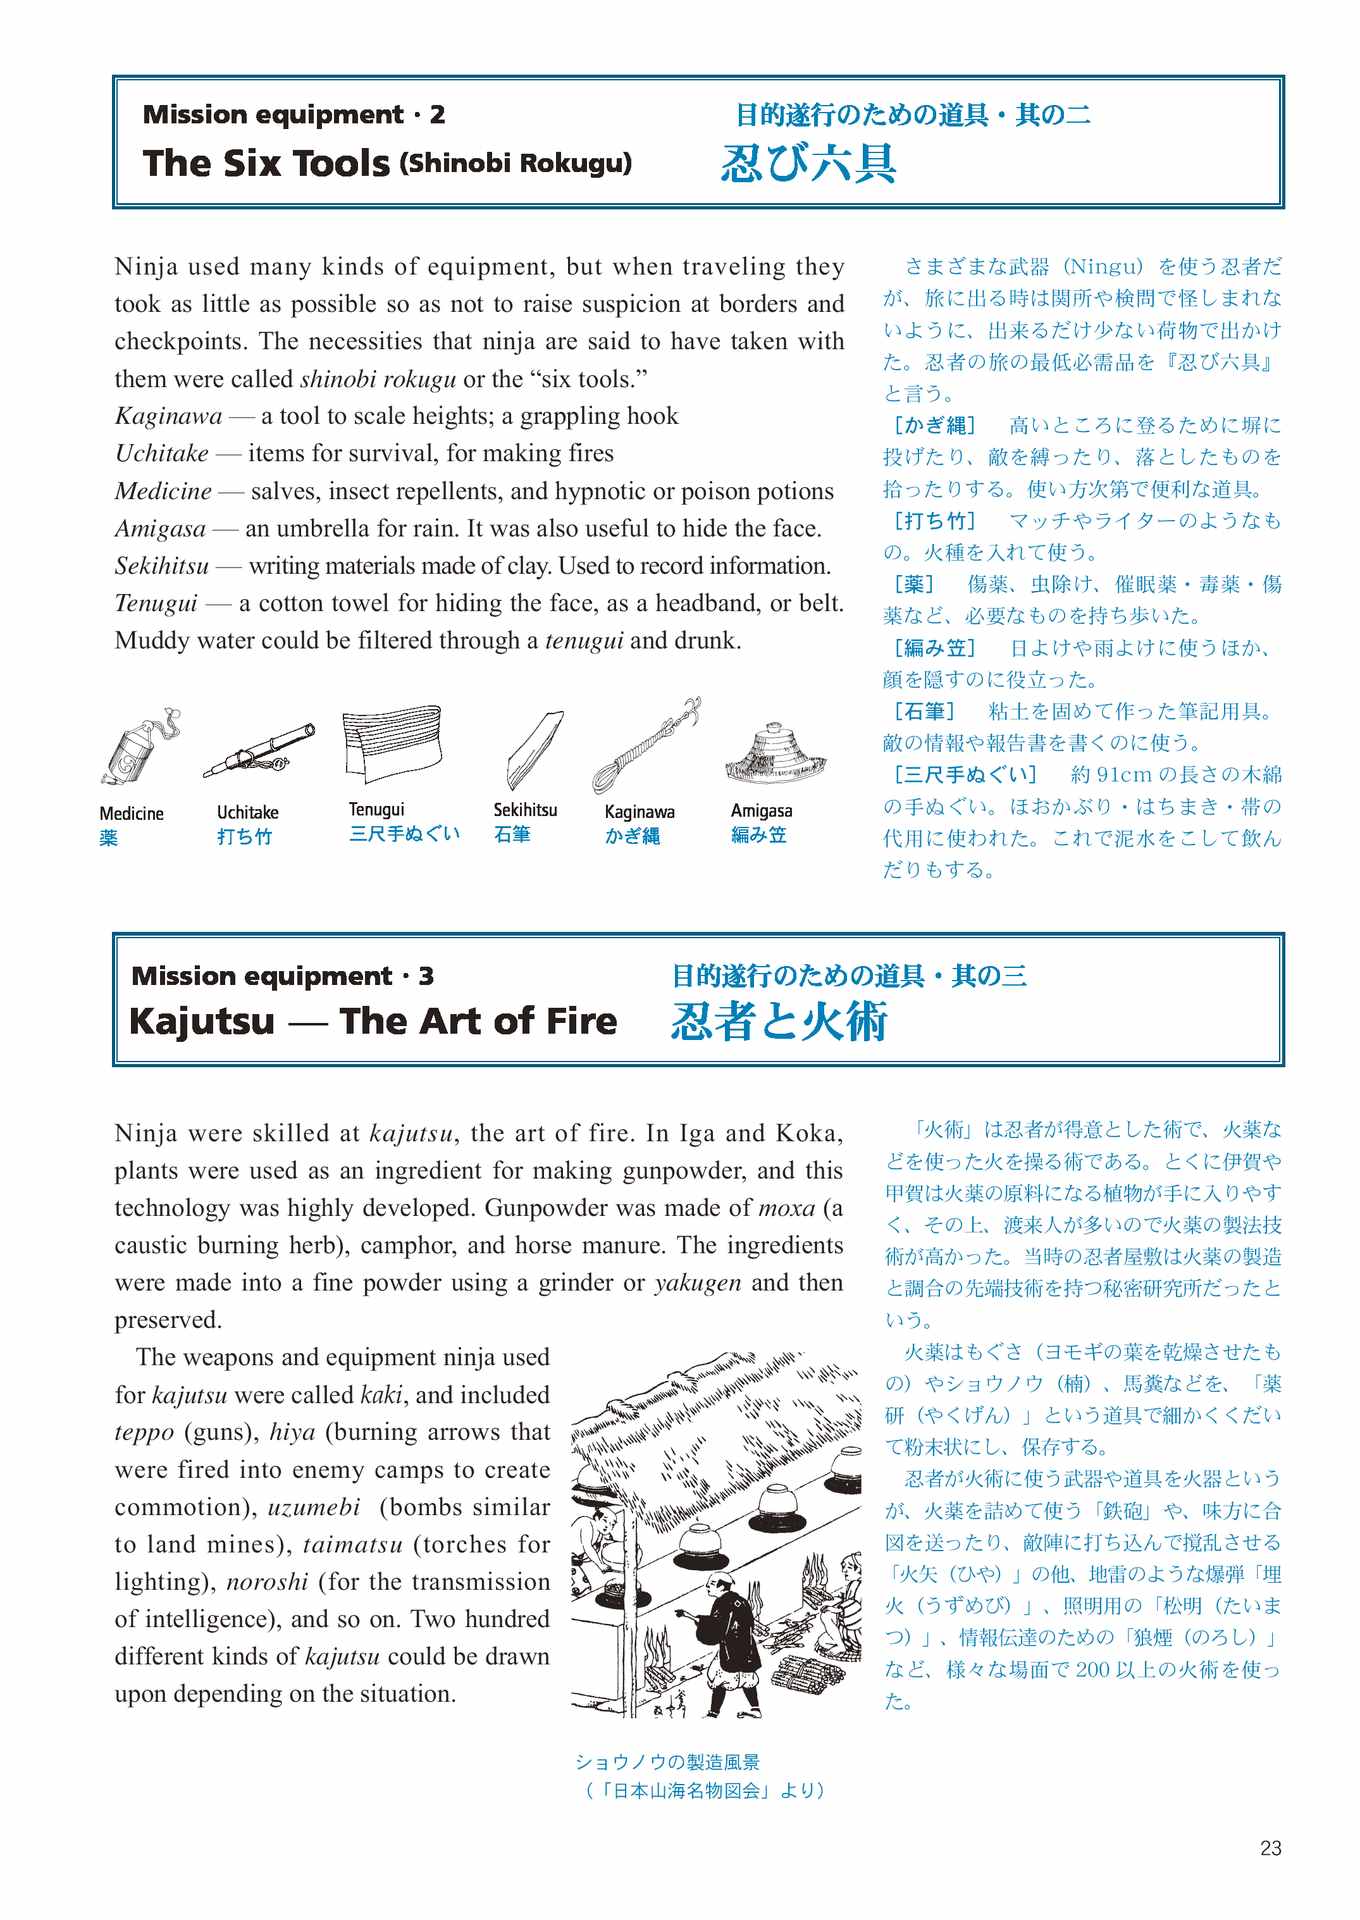 Mission equipment・2
The Six Tools (Shinobi Rokugu)
目的遂行のための道具・其の二
忍び六具
Ninja used many kinds of equipment, but when traveling they
took as little as possible so as not to raise suspicion at borders and
checkpoints. The necessities that ninja are said to have taken with
them were called shinobi rokugu or the “six tools.”
Kaginawa — a tool to scale heights; a grappling hook
Uchitake — items for survival, for making fires
Medicine — salves, insect repellents, and hypnotic or poison potions
Amigasa — an umbrella for rain. It was also useful to hide the face.
Sekihitsu — writing materials made of clay. Used to record information.
Tenugui — a cotton towel for hiding the face, as a headband, or belt.
Muddy water could be filtered through a tenugui and drunk.
Medicine
薬
Uchitake
打ち竹
Tenugui
三尺手ぬぐい
Sekihitsu
石筆
Kaginawa
かぎ縄
Amigasa
編み笠
さまざまな武器（Ningu）を使う忍者だ
が、旅に出る時は関所や検問で怪しまれな
いように、出来るだけ少ない荷物で出かけ
た。忍者の旅の最低必需品を『忍び六具』
と言う。
［かぎ縄］　高いところに登るために塀に
投げたり、敵を縛ったり、落としたものを
拾ったりする。使い方次第で便利な道具。
［打ち竹］　マッチやライターのようなも
の。火種を入れて使う。
［薬］　傷薬、虫除け、催眠薬・毒薬・傷
薬など、必要なものを持ち歩いた。
［編み笠］　日よけや雨よけに使うほか、
顔を隠すのに役立った。
［石筆］　粘土を固めて作った筆記用具。
敵の情報や報告書を書くのに使う。
［三尺手ぬぐい］　約 91cm の長さの木綿
の手ぬぐい。ほおかぶり・はちまき・帯の
代用に使われた。これで泥水をこして飲ん
だりもする。
Mission equipment・3
Kajutsu — The Art of Fire
目的遂行のための道具・其の三
忍者と火術
Ninja were skilled at kajutsu, the art of fire. In Iga and Koka,
plants were used as an ingredient for making gunpowder, and this
technology was highly developed. Gunpowder was made of moxa (a
caustic burning herb), camphor, and horse manure. The ingredients
were made into a fine powder using a grinder or yakugen and then
preserved.
The weapons and equipment ninja used
for kajutsu were called kaki, and included
teppo (guns), hiya (burning arrows that
were fired into enemy camps to create
commotion), uzumebi (bombs similar
to land mines), taimatsu (torches for
lighting), noroshi (for the transmission
of intelligence), and so on. Two hundred
different kinds of kajutsu could be drawn
upon depending on the situation.
ショウノウの製造風景
（「日本山海名物図会」より）
「火術」は忍者が得意とした術で、火薬な
どを使った火を操る術である。とくに伊賀や
甲賀は火薬の原料になる植物が手に入りやす
く、その上、渡来人が多いので火薬の製法技
術が高かった。当時の忍者屋敷は火薬の製造
と調合の先端技術を持つ秘密研究所だったと
いう。
火薬はもぐさ（ヨモギの葉を乾燥させたも
の）やショウノウ（楠）、馬糞などを、「薬
研（やくげん）」という道具で細かくくだい
て粉末状にし、保存する。
忍者が火術に使う武器や道具を火器という
が、火薬を詰めて使う「鉄砲」や、味方に合
図を送ったり、敵陣に打ち込んで撹乱させる
「火矢（ひや）」の他、地雷のような爆弾「埋
火（うずめび）」、照明用の「松明（たいま
つ）」、情報伝達のための「狼煙（のろし）」
など、様々な場面で 200 以上の火術を使っ
た。
23